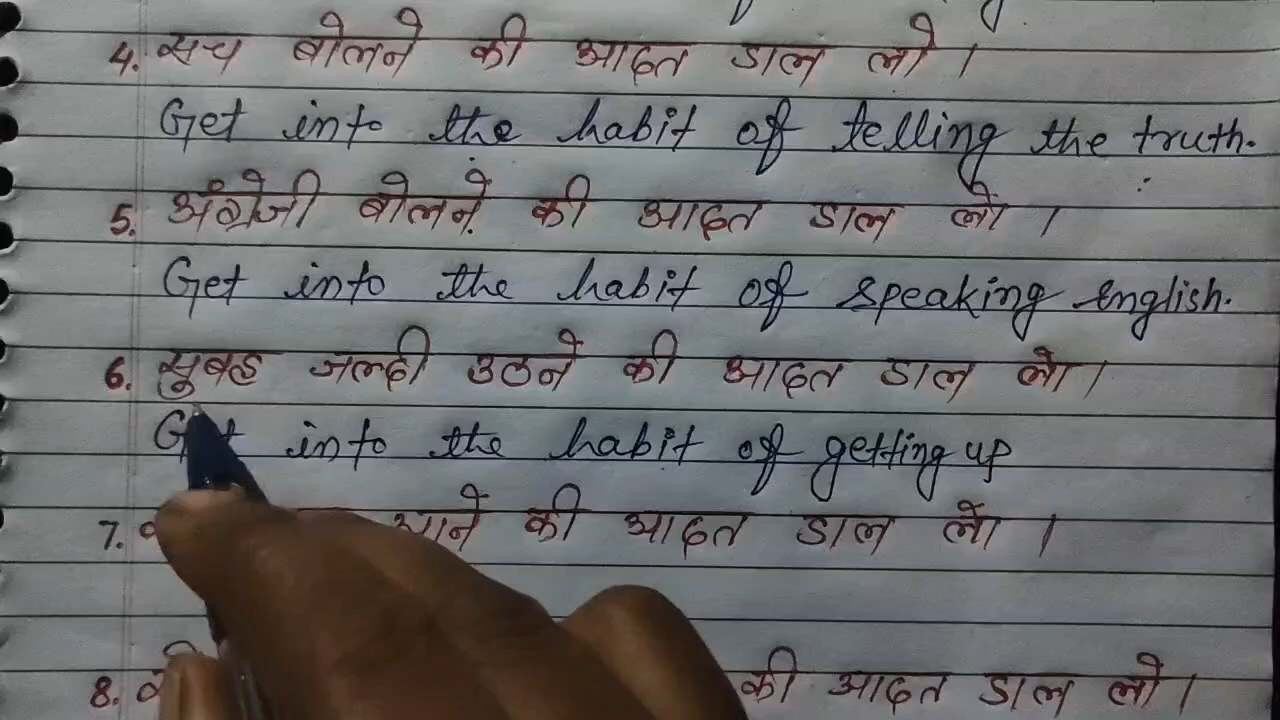 4. सच बोलने की आदत डाल लो।
Get into the habit of telling the truth.
5. अंग्रेजी बोलने की आदत डाल लो।
Get into the habit of speaking English.
6. सुबह जल्दी उठने की आदत डाल लो।
Get into the habit of getting up
7. आने की आदत डाल लो।
8. की आदत डाल लो।